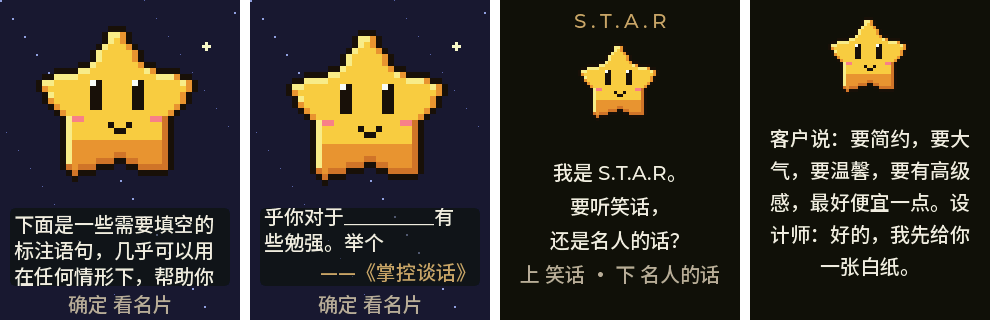 下面是一些需要填空的
标注语句，几乎可以用
在任何情形下，帮助你
确定 看名片
乎你对于_________有
些勉强。举个
——《掌控谈话》
确定 看名片
S.T.A.R
我是 S.T.A.R。
要听笑话，
还是名人的话？
上 笑话 · 下 名人的话
客户说：要简约，要大
气，要温馨，要有高级
感，最好便宜一点。设
计师：好的，我先给你
一张白纸。